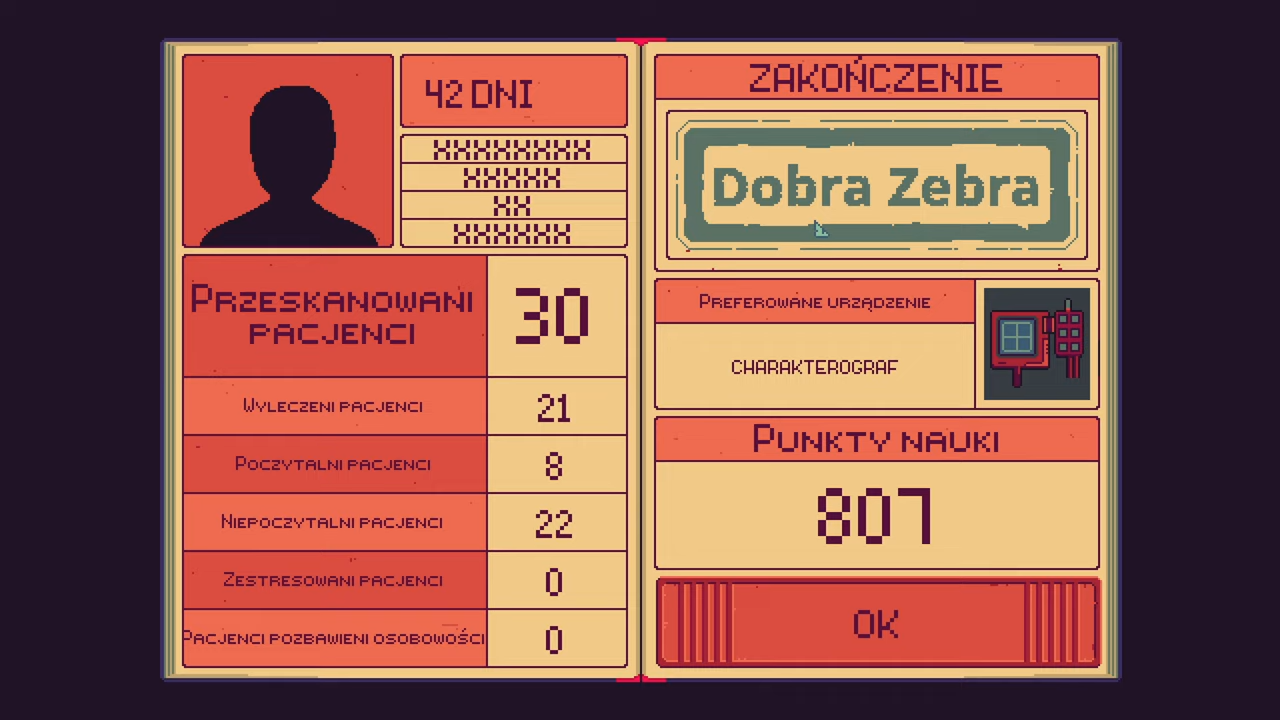 42 DNI
XXXXXXXX
XXXXX
XX
XXXXXX
Przeskanowani
pacjenci
30
Wyleczeni pacjenci
21
Poczytalni pacjenci
8
Niepoczytalni pacjenci
22
Zestresowani pacjenci
0
Pacjenci pozbawieni osobowości
0
ZAKOŃCZENIE
Dobra Zebra
Preferowane urządzenie
CHARAKTEROGRAF
Punkty nauki
807
OK